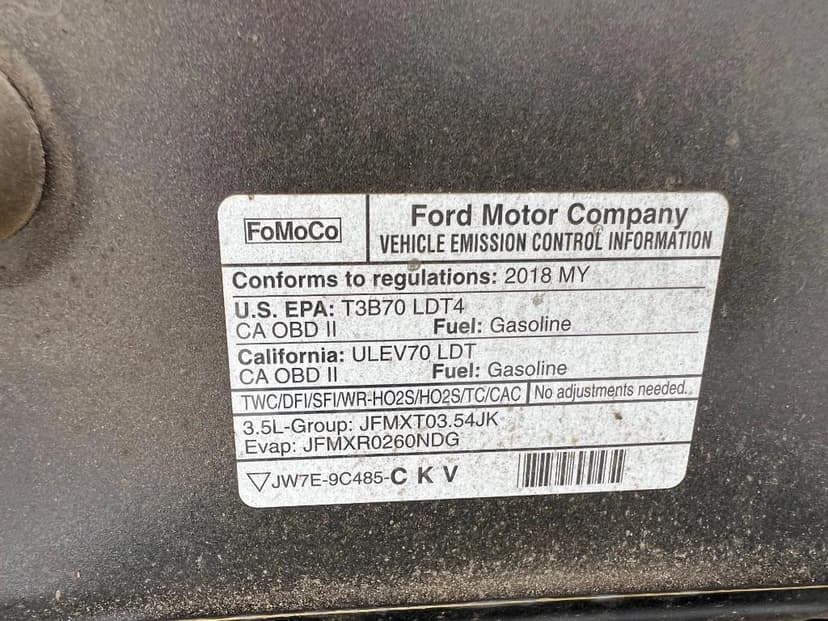 FoMoCo
Ford Motor Company
VEHICLE EMISSION CONTROL INFORMATION
Conforms to regulations: 2018 MY
U.S. EPA: T3B70 LDT4
CA OBD II Fuel: Gasoline
California: ULEV70 LDT
CA OBD II Fuel: Gasoline
TWC/DFI/SFI/WR-HO2S/HO2S/TC/CAC No adjustments needed.
3.5L-Group: JFMXT03.54JK
Evap: JFMXR0260NDG
JW7E-9C485-C K V